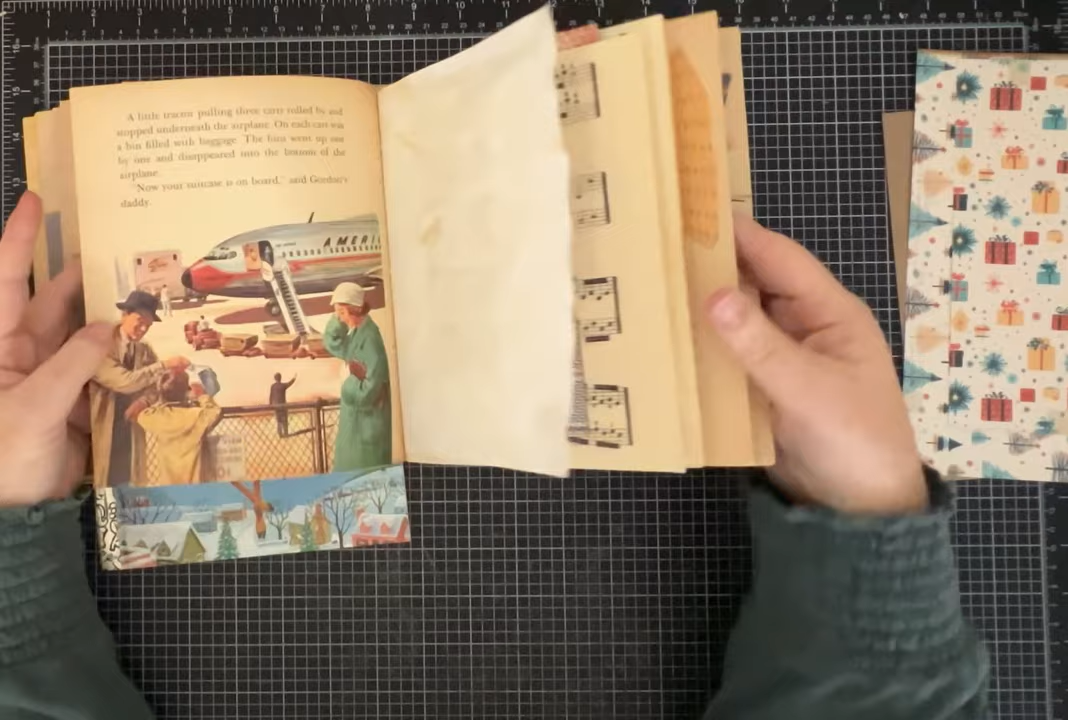 A little tractor pulling three carts rolled by and
stopped underneath the airplane. On each cart was
a bin filled with baggage. The bins went up one
by one and disappeared into the bottom of the
airplane.
"Now your suitcase is on board," said Gordon's
daddy.
AMERI